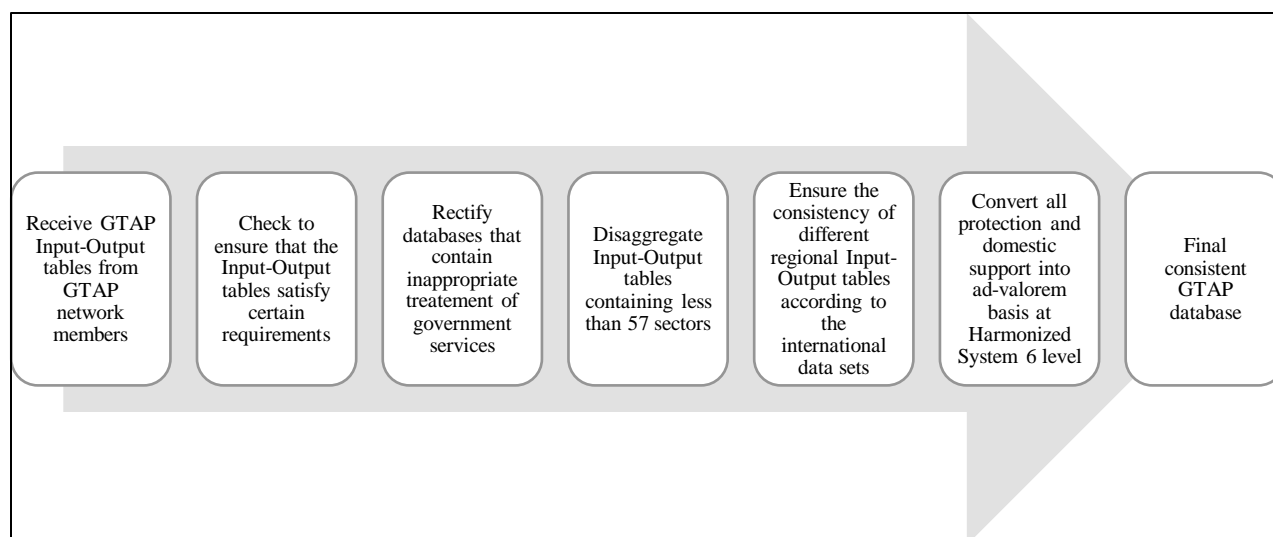 Receive GTAP
Input-Output
tables from
GTAP
network
members
Check to
ensure that the
Input-Output
tables satisfy
certain
requirements
Rectify
databases that
contain
inappropriate
treatement of
government
services
Disaggregate
Input-Output
tables
containing less
than 57 sectors
Ensure the
consistency of
different
regional Input-
Output tables
according to
the
international
data sets
Convert all
protection and
domestic
support into
ad-valorem
basis at
Harmonized
System 6 level
Final
consistent
GTAP
database